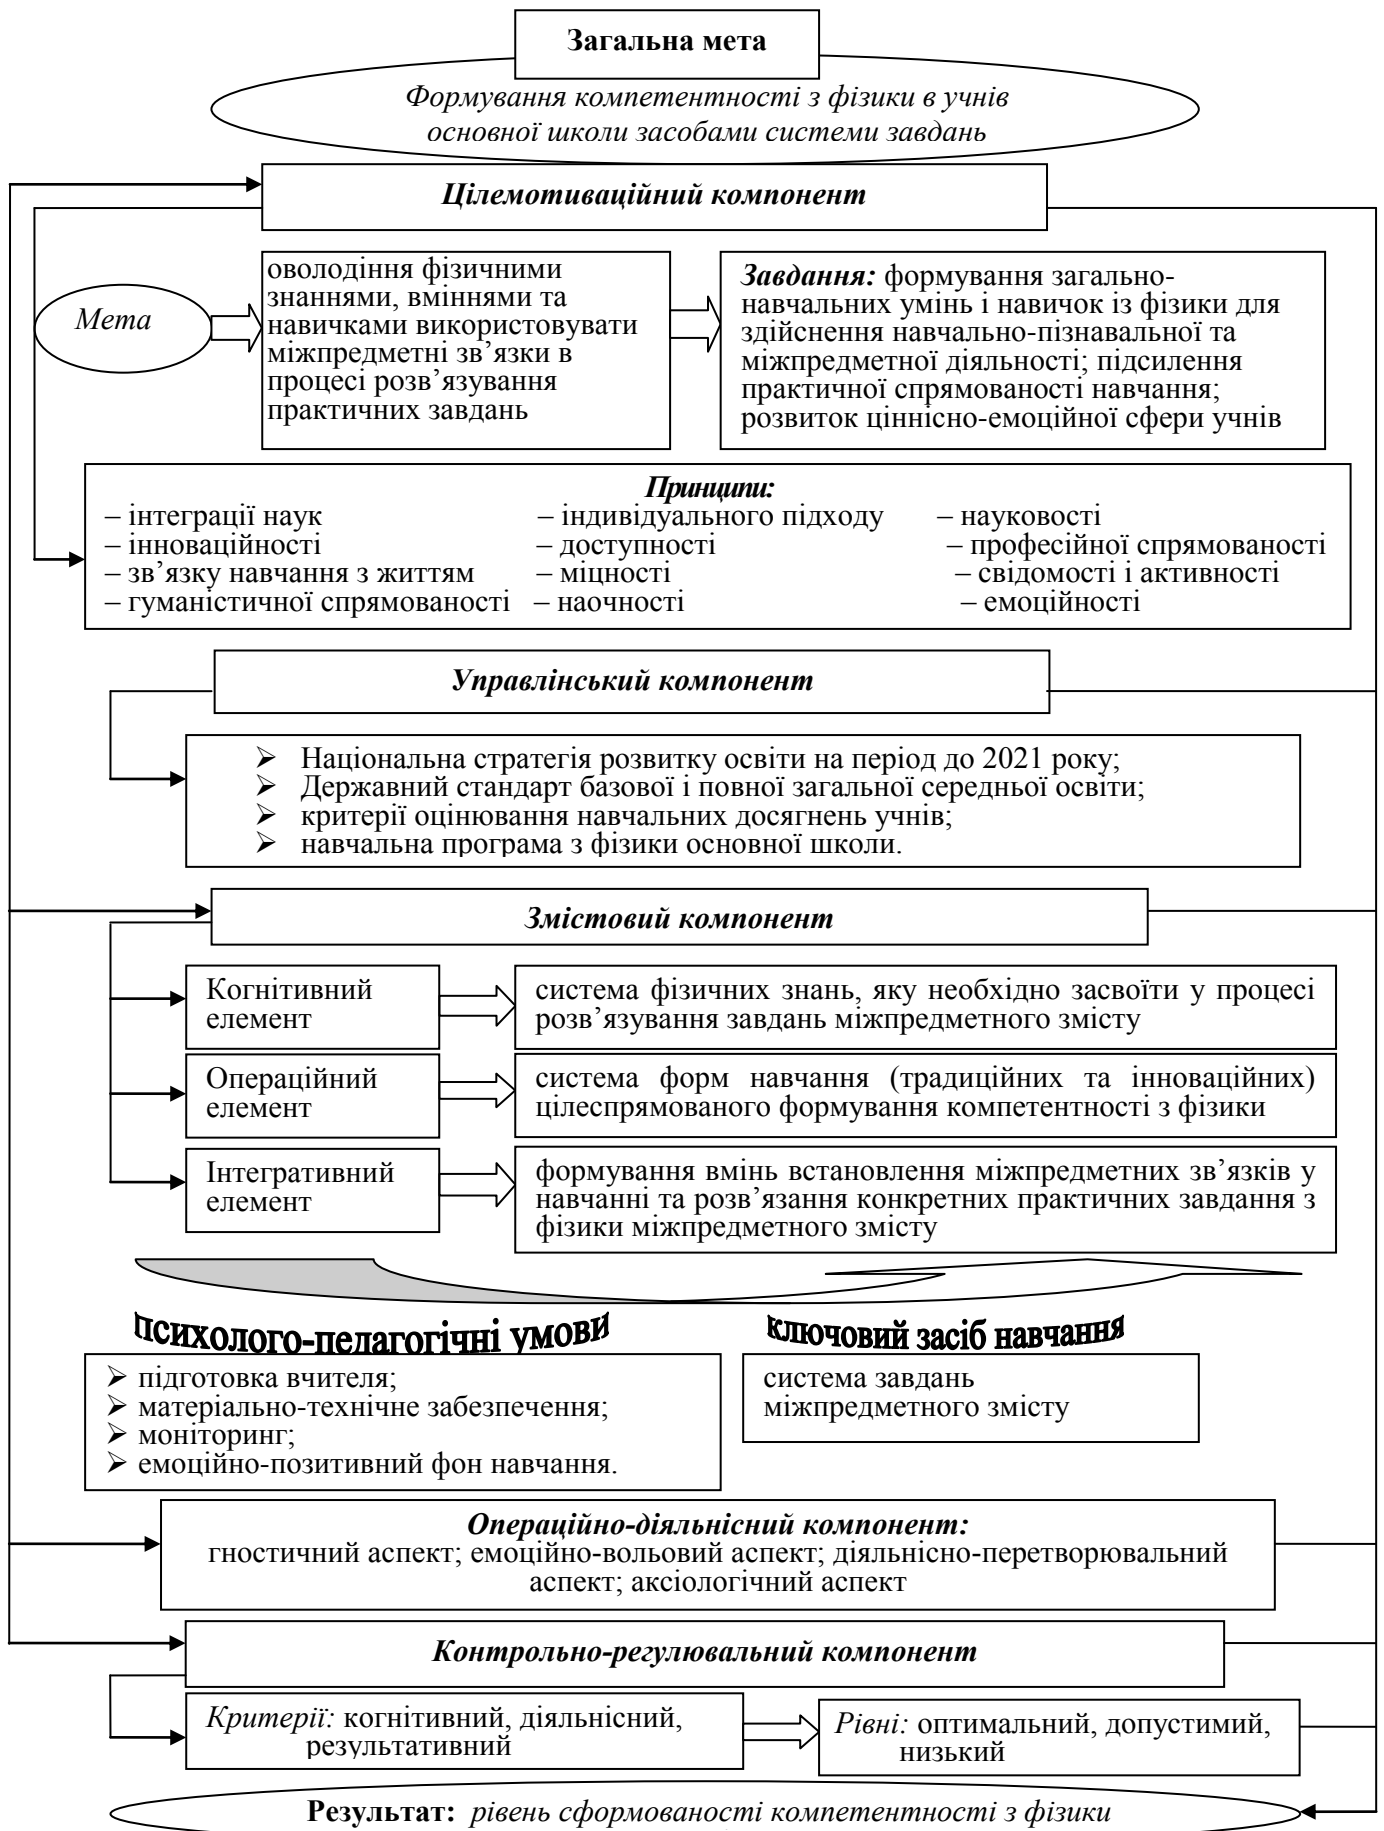 Загальна мета
Формування компетентності з фізики в учнів
основної школи засобами системи завдань
Цілемотиваційний компонент
Мета
оволодіння фізичними
знаннями, вміннями та
навичками використовувати
міжпредметні зв’язки в
процесі розв’язування
практичних завдань
Завдання: формування загально-
навчальних умінь і навичок із фізики для
здійснення навчально-пізнавальної та
міжпредметної діяльності; підсилення
практичної спрямованості навчання;
розвиток ціннісно-емоційної сфери учнів
Принципи:
– інтеграції наук – індивідуального підходу – науковості
– інноваційності – доступності – професійної спрямованості
– зв’язку навчання з життям – міцності – свідомості і активності
– гуманістичної спрямованості – наочності – емоційності
Управлінський компонент
➢ Національна стратегія розвитку освіти на період до 2021 року;
➢ Державний стандарт базової і повної загальної середньої освіти;
➢ критерії оцінювання навчальних досягнень учнів;
➢ навчальна програма з фізики основної школи.
Змістовий компонент
Когнітивний
елемент
система фізичних знань, яку необхідно засвоїти у процесі
розв’язування завдань міжпредметного змісту
Операційний
елемент
система форм навчання (традиційних та інноваційних)
цілеспрямованого формування компетентності з фізики
Інтегративний
елемент
формування вмінь встановлення міжпредметних зв’язків у
навчанні та розв’язання конкретних практичних завдання з
фізики міжпредметного змісту
психолого-педагогічні умови
➢ підготовка вчителя;
➢ матеріально-технічне забезпечення;
➢ моніторинг;
➢ емоційно-позитивний фон навчання.
ключовий засіб навчання
система завдань
міжпредметного змісту
Операційно-діяльнісний компонент:
гностичний аспект; емоційно-вольовий аспект; діяльнісно-перетворювальний
аспект; аксіологічний аспект
Контрольно-регулювальний компонент
Критерії: когнітивний, діяльнісний,
результативний
Рівні: оптимальний, допустимий,
низький
Результат: рівень сформованості компетентності з фізики